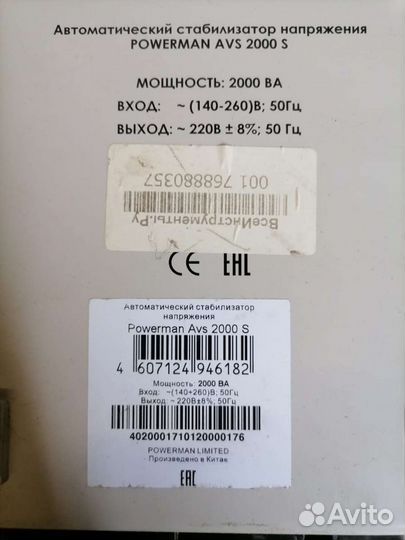 Автоматический стабилизатор напряжения
POWERMAN AVS 2000 S
МОЩНОСТЬ: 2000 ВА
ВХОД: ~ (140-260)В; 50Гц
ВЫХОД: ~ 220В ± 8%; 50 Гц
001 768880357
ВсеИнструменты.Ру
CE EAC
Автоматический стабилизатор
напряжения
Powerman Avs 2000 S
4 607124 946182
Мощность: 2000 ВА
Вход: ~(140÷260)В; 50Гц
Выход: ~ 220В±8%; 50Гц
4020001710120000176
POWERMAN LIMITED
Произведено в Китае
EAC
Avito